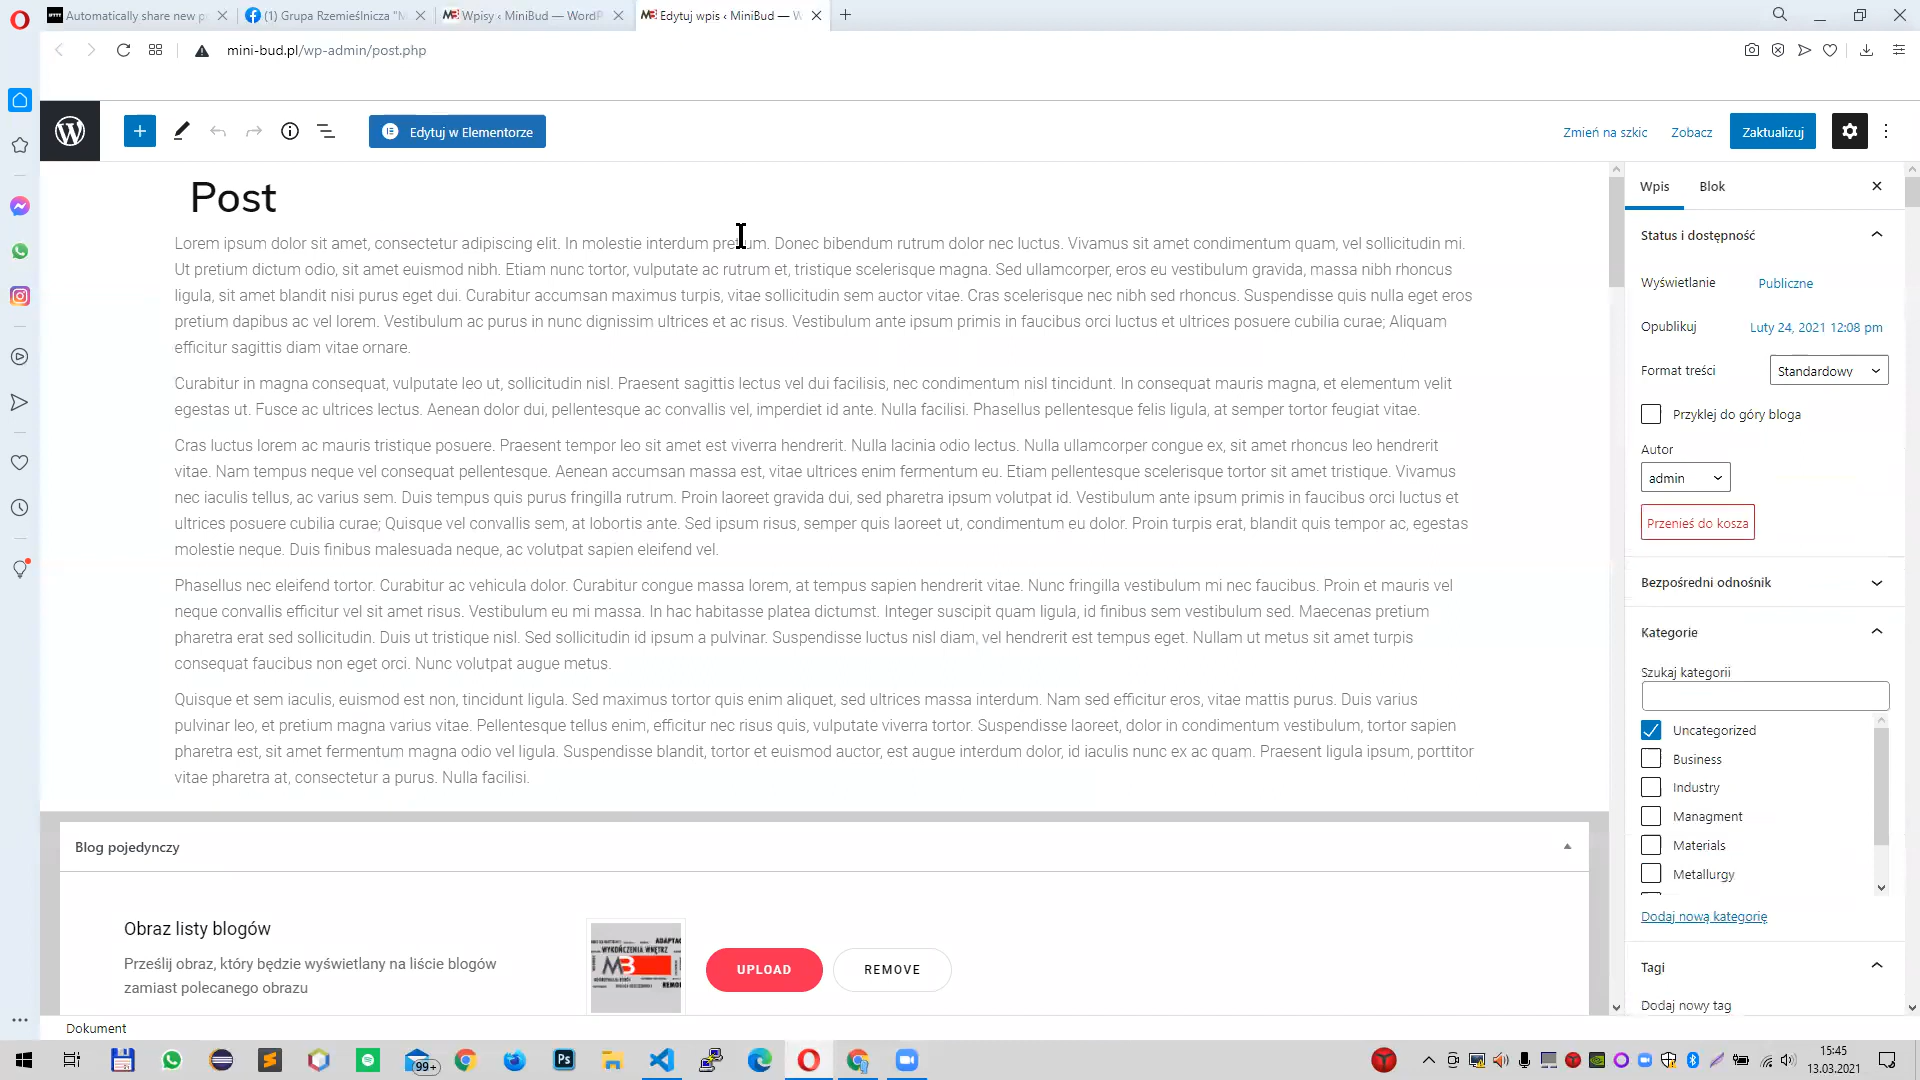 Automatically share new p
(1) Grupa Rzemieślnicza "M
Wpisy ‹ MiniBud — WordP
Edytuj wpis ‹ MiniBud — W
mini-bud.pl/wp-admin/post.php
Edytuj w Elementorze
Zmień na szkic
Zobacz
Zaktualizuj
Post
Lorem ipsum dolor sit amet, consectetur adipiscing elit. In molestie interdum pretium. Donec bibendum rutrum dolor nec luctus. Vivamus sit amet condimentum quam, vel sollicitudin mi.
Ut pretium dictum odio, sit amet euismod nibh. Etiam nunc tortor, vulputate ac rutrum et, tristique scelerisque magna. Sed ullamcorper, eros eu vestibulum gravida, massa nibh rhoncus
ligula, sit amet blandit nisi purus eget dui. Curabitur accumsan maximus turpis, vitae sollicitudin sem auctor vitae. Cras scelerisque nec nibh sed rhoncus. Suspendisse quis nulla eget eros
pretium dapibus ac vel lorem. Vestibulum ac purus in nunc dignissim ultrices et ac risus. Vestibulum ante ipsum primis in faucibus orci luctus et ultrices posuere cubilia curae; Aliquam
efficitur sagittis diam vitae ornare.
Curabitur in magna consequat, vulputate leo ut, sollicitudin nisl. Praesent sagittis lectus vel dui facilisis, nec condimentum nisl tincidunt. In consequat mauris magna, et elementum velit
egestas ut. Fusce ac ultrices lectus. Aenean dolor dui, pellentesque ac convallis vel, imperdiet id ante. Nulla facilisi. Phasellus pellentesque felis ligula, at semper tortor feugiat vitae.
Cras luctus lorem ac mauris tristique posuere. Praesent tempor leo sit amet est viverra hendrerit. Nulla lacinia odio lectus. Nulla ullamcorper congue ex, sit amet rhoncus leo hendrerit
vitae. Nam tempus neque vel consequat pellentesque. Aenean accumsan massa est, vitae ultrices enim fermentum eu. Etiam pellentesque scelerisque tortor sit amet tristique. Vivamus
nec iaculis tellus, ac varius sem. Duis tempus quis purus fringilla rutrum. Proin laoreet gravida dui, sed pharetra ipsum volutpat id. Vestibulum ante ipsum primis in faucibus orci luctus et
ultrices posuere cubilia curae; Quisque vel convallis sem, at lobortis ante. Sed ipsum risus, semper quis laoreet ut, condimentum eu dolor. Proin turpis erat, blandit quis tempor ac, egestas
molestie neque. Duis finibus malesuada neque, ac volutpat sapien eleifend vel.
Phasellus nec eleifend tortor. Curabitur ac vehicula dolor. Curabitur congue massa lorem, at tempus sapien hendrerit vitae. Nunc fringilla vestibulum mi nec faucibus. Proin et mauris vel
neque convallis efficitur vel sit amet risus. Vestibulum eu mi massa. In hac habitasse platea dictumst. Integer suscipit quam ligula, id finibus sem vestibulum sed. Maecenas pretium
pharetra erat sed sollicitudin. Duis ut tristique nisl. Sed sollicitudin id ipsum a pulvinar. Suspendisse luctus nisl diam, vel hendrerit est tempus eget. Nullam ut metus sit amet turpis
consequat faucibus non eget orci. Nunc volutpat augue metus.
Quisque et sem iaculis, euismod est non, tincidunt ligula. Sed maximus tortor quis enim aliquet, sed ultrices massa interdum. Nam sed efficitur eros, vitae mattis purus. Duis varius
pulvinar leo, et pretium magna varius vitae. Pellentesque tellus enim, efficitur nec risus quis, vulputate viverra tortor. Suspendisse laoreet, dolor in condimentum vestibulum, tortor sapien
pharetra est, sit amet fermentum magna odio vel ligula. Suspendisse blandit, tortor et euismod auctor, est augue interdum dolor, id iaculis nunc ex ac quam. Praesent ligula ipsum, porttitor
vitae pharetra at, consectetur a purus. Nulla facilisi.
Blog pojedynczy
Obraz listy blogów
Prześlij obraz, który będzie wyświetlany na liście blogów
zamiast polecanego obrazu
WYKOŃCZENIA WNĘTRZ
MB
UPLOAD
REMOVE
Wpis
Blok
Status i dostępność
Wyświetlanie
Publiczne
Opublikuj
Luty 24, 2021 12:08 pm
Format treści
Standardowy
Przyklej do góry bloga
Autor
admin
Przenieś do kosza
Bezpośredni odnośnik
Kategorie
Szukaj kategorii
Uncategorized
Business
Industry
Managment
Materials
Metallurgy
Dodaj nową kategorię
Tagi
Dodaj nowy tag
Dokument
99+
Ps
15:45
13.03.2021